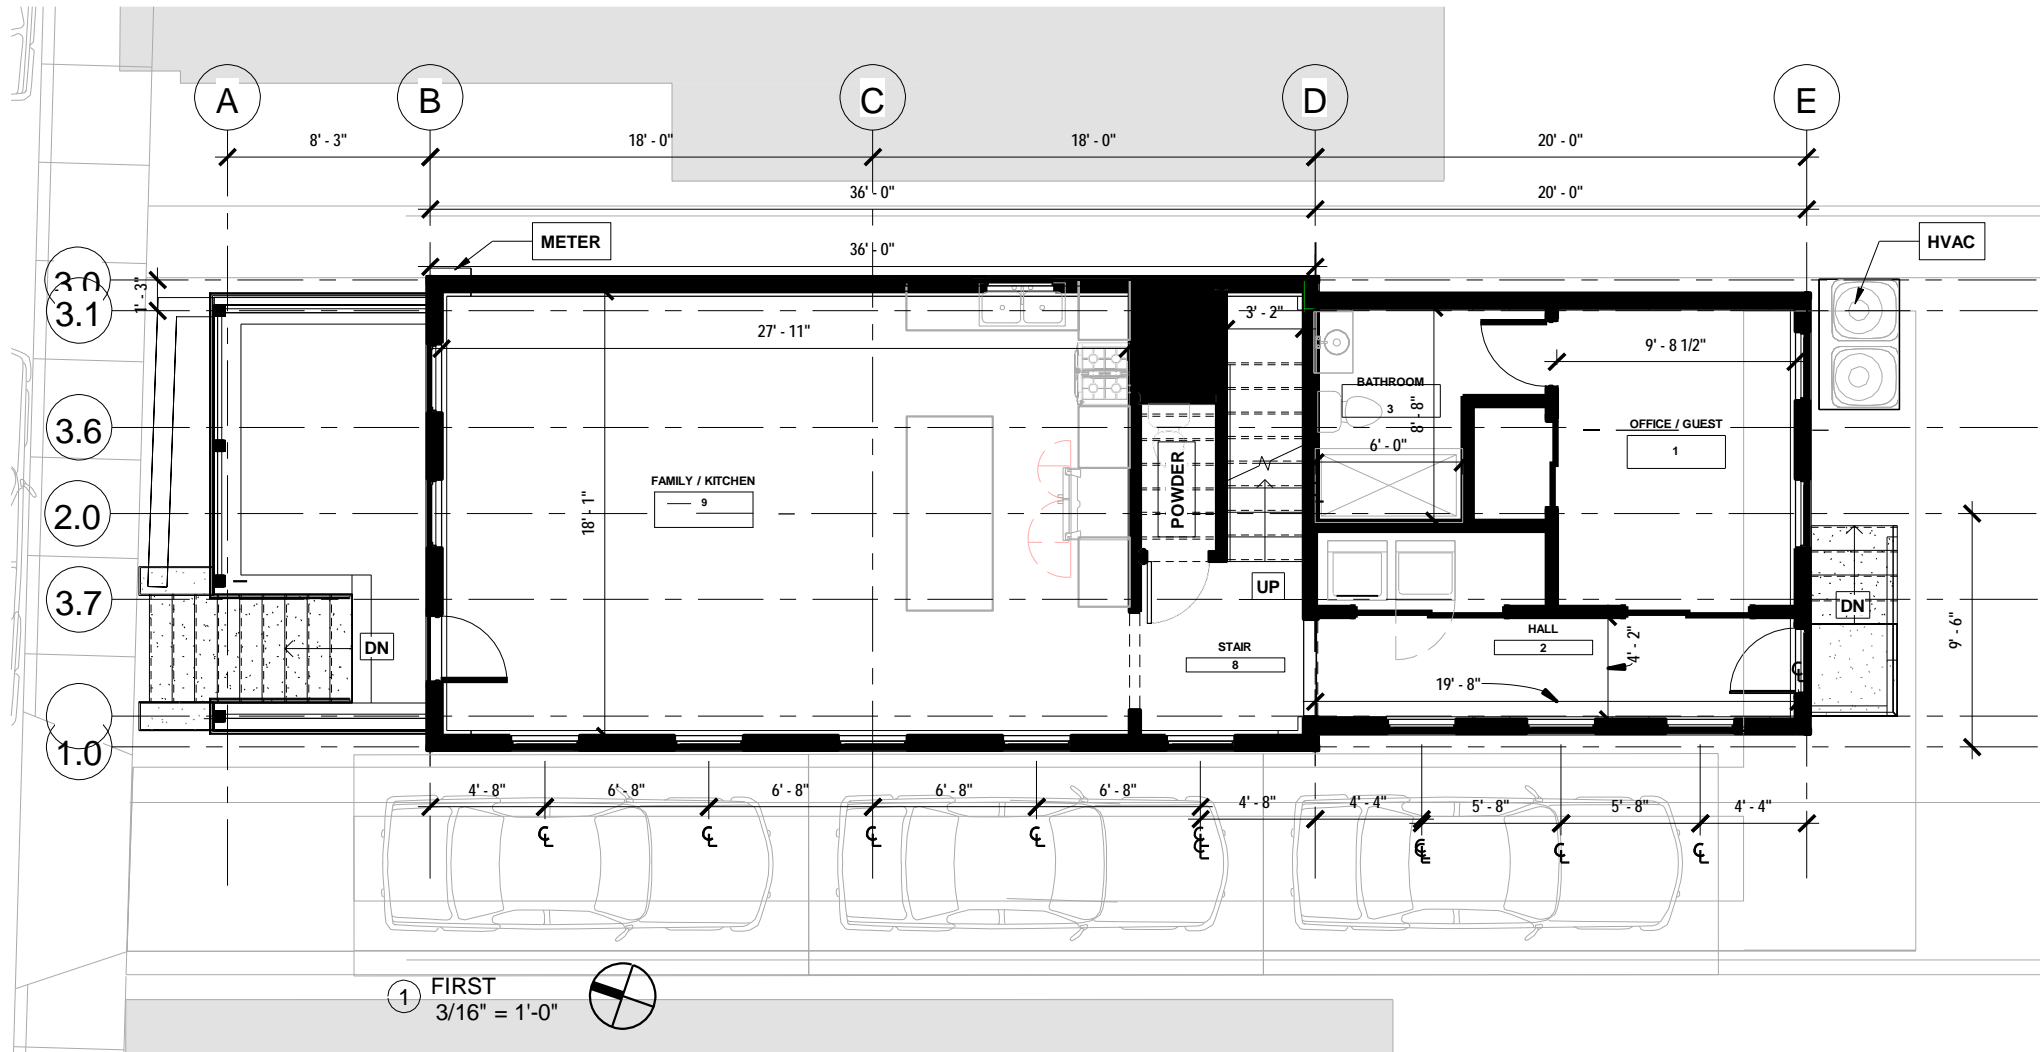 A
B
C
D
E
8' - 3"
18' - 0"
18' - 0"
20' - 0"
36' - 0"
20' - 0"
36' - 0"
METER
HVAC
3.0
3.1
1' - 3"
3.6
2.0
3.7
1.0
27' - 11"
3' - 2"
9' - 8 1/2"
BATHROOM
3
8' - 8"
6' - 0"
OFFICE / GUEST
1
FAMILY / KITCHEN
9
18' - 1"
POWDER
UP
DN
DN
STAIR
8
HALL
2
4' - 2"
19' - 8"
9' - 6"
4' - 8"
6' - 8"
6' - 8"
6' - 8"
6' - 8"
4' - 8"
4' - 4"
5' - 8"
5' - 8"
4' - 4"
1
FIRST
3/16" = 1'-0"